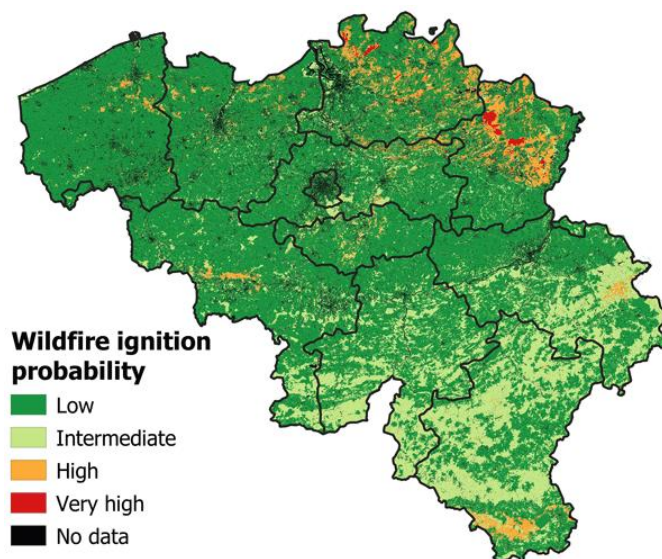 Wildfire ignition
probability
Low
Intermediate
High
Very high
No data